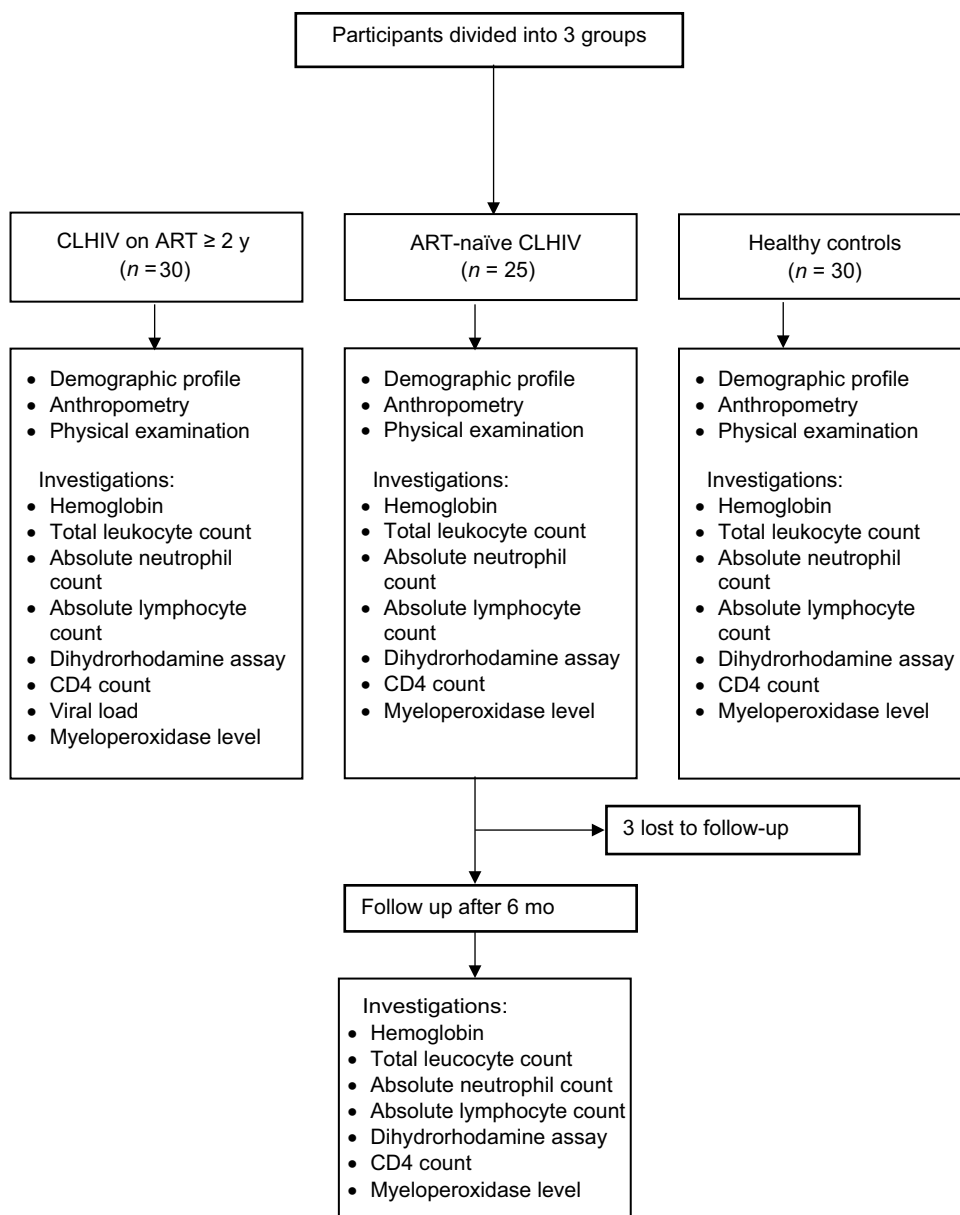 Participants divided into 3 groups
CLHIV on ART ≥ 2 y
(n = 30)
ART-naïve CLHIV
(n = 25)
Healthy controls
(n = 30)
• Demographic profile
• Anthropometry
• Physical examination
Investigations:
• Hemoglobin
• Total leukocyte count
• Absolute neutrophil
count
• Absolute lymphocyte
count
• Dihydrorhodamine assay
• CD4 count
• Viral load
• Myeloperoxidase level
• Demographic profile
• Anthropometry
• Physical examination
Investigations:
• Hemoglobin
• Total leukocyte count
• Absolute neutrophil
count
• Absolute lymphocyte
count
• Dihydrorhodamine assay
• CD4 count
• Myeloperoxidase level
• Demographic profile
• Anthropometry
• Physical examination
Investigations:
• Hemoglobin
• Total leukocyte count
• Absolute neutrophil
count
• Absolute lymphocyte
count
• Dihydrorhodamine assay
• CD4 count
• Myeloperoxidase level
3 lost to follow-up
Follow up after 6 mo
Investigations:
• Hemoglobin
• Total leucocyte count
• Absolute neutrophil count
• Absolute lymphocyte count
• Dihydrorhodamine assay
• CD4 count
• Myeloperoxidase level